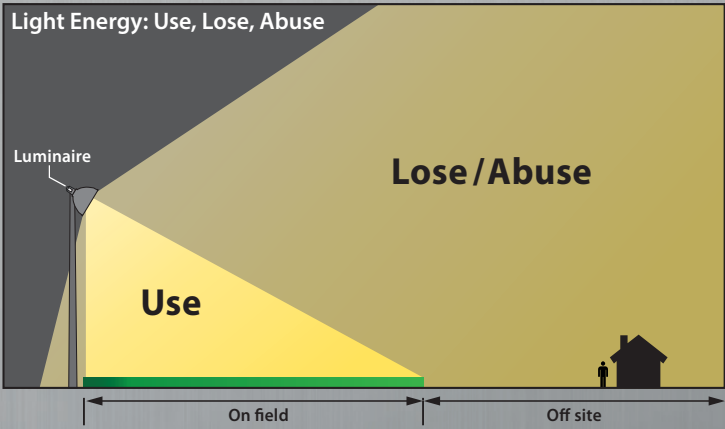 Light Energy: Use, Lose, Abuse
Luminaire
Lose/Abuse
Use
On field
Off site